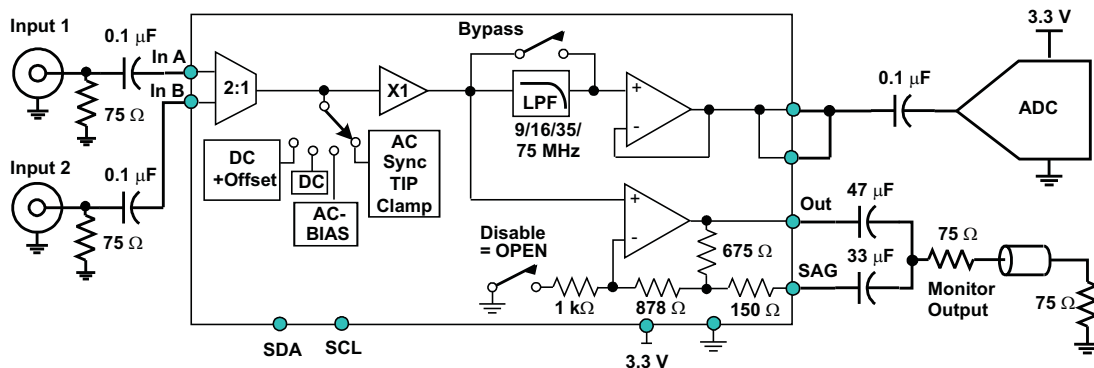 Input 1
0.1 µF
In A
In B
75 Ω
2:1
X1
Bypass
LPF
9/16/35/
75 MHz
+
-
0.1 µF
3.3 V
ADC
Input 2
0.1 µF
75 Ω
DC
+Offset
DC
AC-
BIAS
AC
Sync
TIP
Clamp
+
-
Disable
= OPEN
1 kΩ
878 Ω
675 Ω
150 Ω
Out
SAG
47 µF
33 µF
75 Ω
Monitor
Output
75 Ω
SDA
SCL
3.3 V